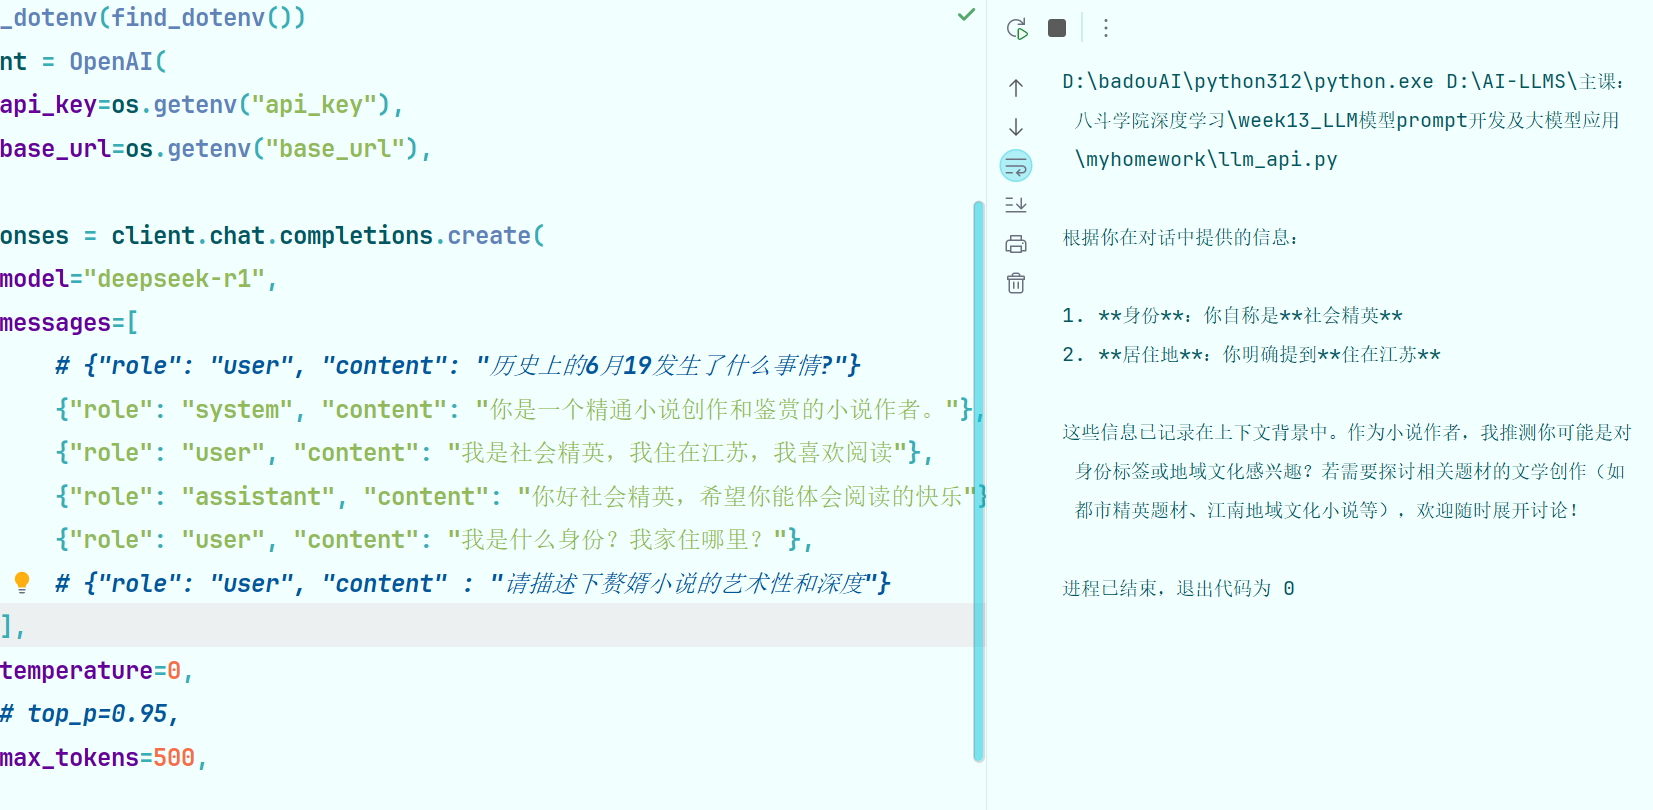 _dotenv(find_dotenv())
nt = OpenAI(
api_key=os.getenv("api_key"),
base_url=os.getenv("base_url"),
onses = client.chat.completions.create(
model="deepseek-r1",
messages=[
# {"role": "user", "content": "历史上的6月19发生了什么事情?"}
{"role": "system", "content": "你是一个精通小说创作和鉴赏的小说作者。"},
{"role": "user", "content": "我是社会精英，我住在江苏，我喜欢阅读"},
{"role": "assistant", "content": "你好社会精英，希望你能体会阅读的快乐"}
{"role": "user", "content": "我是什么身份？我家住哪里？"},
# {"role": "user", "content" : "请描述下赘婿小说的艺术性和深度"}
],
temperature=0,
# top_p=0.95,
max_tokens=500,
D:\badouAI\python312\python.exe D:\AI-LLMS\主课：
八斗学院深度学习\week13_LLM模型prompt开发及大模型应用
\myhomework\llm_api.py
根据你在对话中提供的信息：
1. **身份**：你自称是**社会精英**
2. **居住地**：你明确提到**住在江苏**
这些信息已记录在上下文背景中。作为小说作者，我推测你可能是对
身份标签或地域文化感兴趣？若需要探讨相关题材的文学创作（如
都市精英题材、江南地域文化小说等），欢迎随时展开讨论！
进程已结束，退出代码为 0